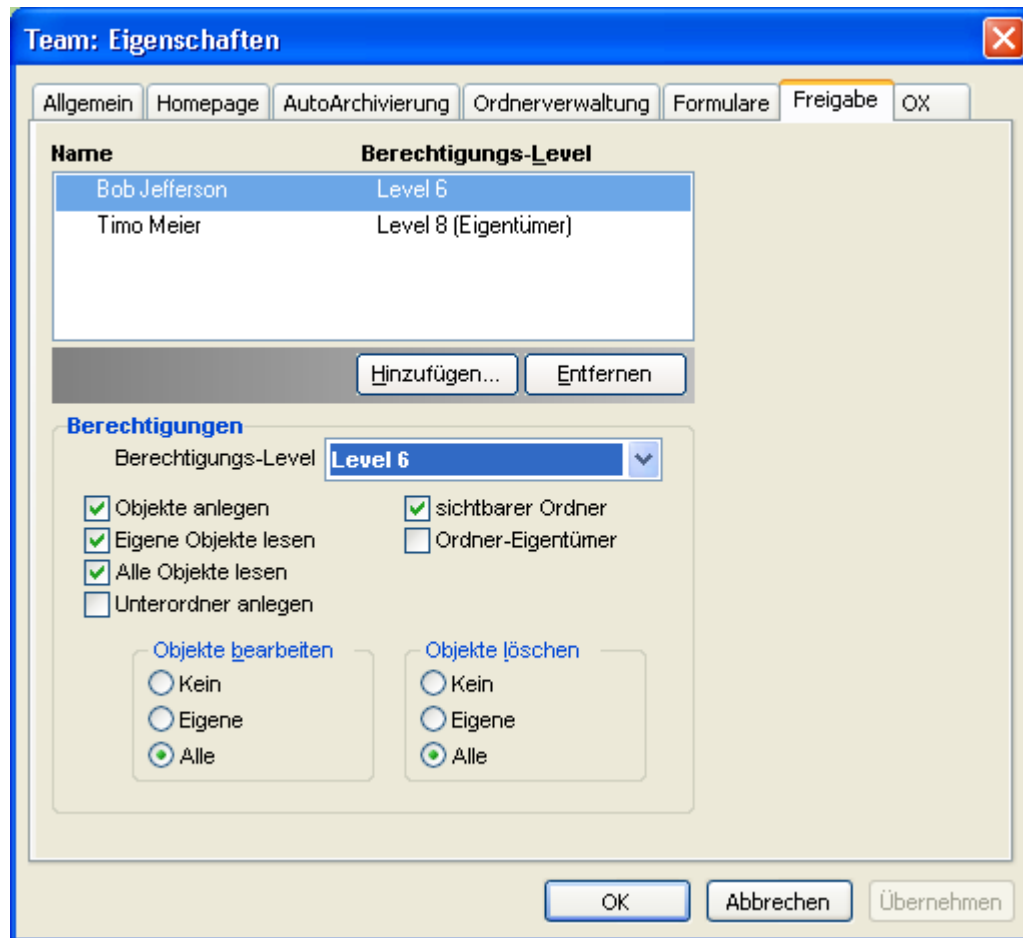 Team: Eigenschaften
Allgemein Homepage AutoArchivierung Ordnerverwaltung Formulare Freigabe OX
Name Berechtigungs-Level
Bob Jefferson Level 6
Timo Meier Level 8 (Eigentümer)
Hinzufügen... Entfernen
Berechtigungen
Berechtigungs-Level Level 6
Objekte anlegen sichtbarer Ordner
Eigene Objekte lesen Ordner-Eigentümer
Alle Objekte lesen
Unterordner anlegen
Objekte bearbeiten Objekte löschen
Kein Kein
Eigene Eigene
Alle Alle
OK Abbrechen Übernehmen